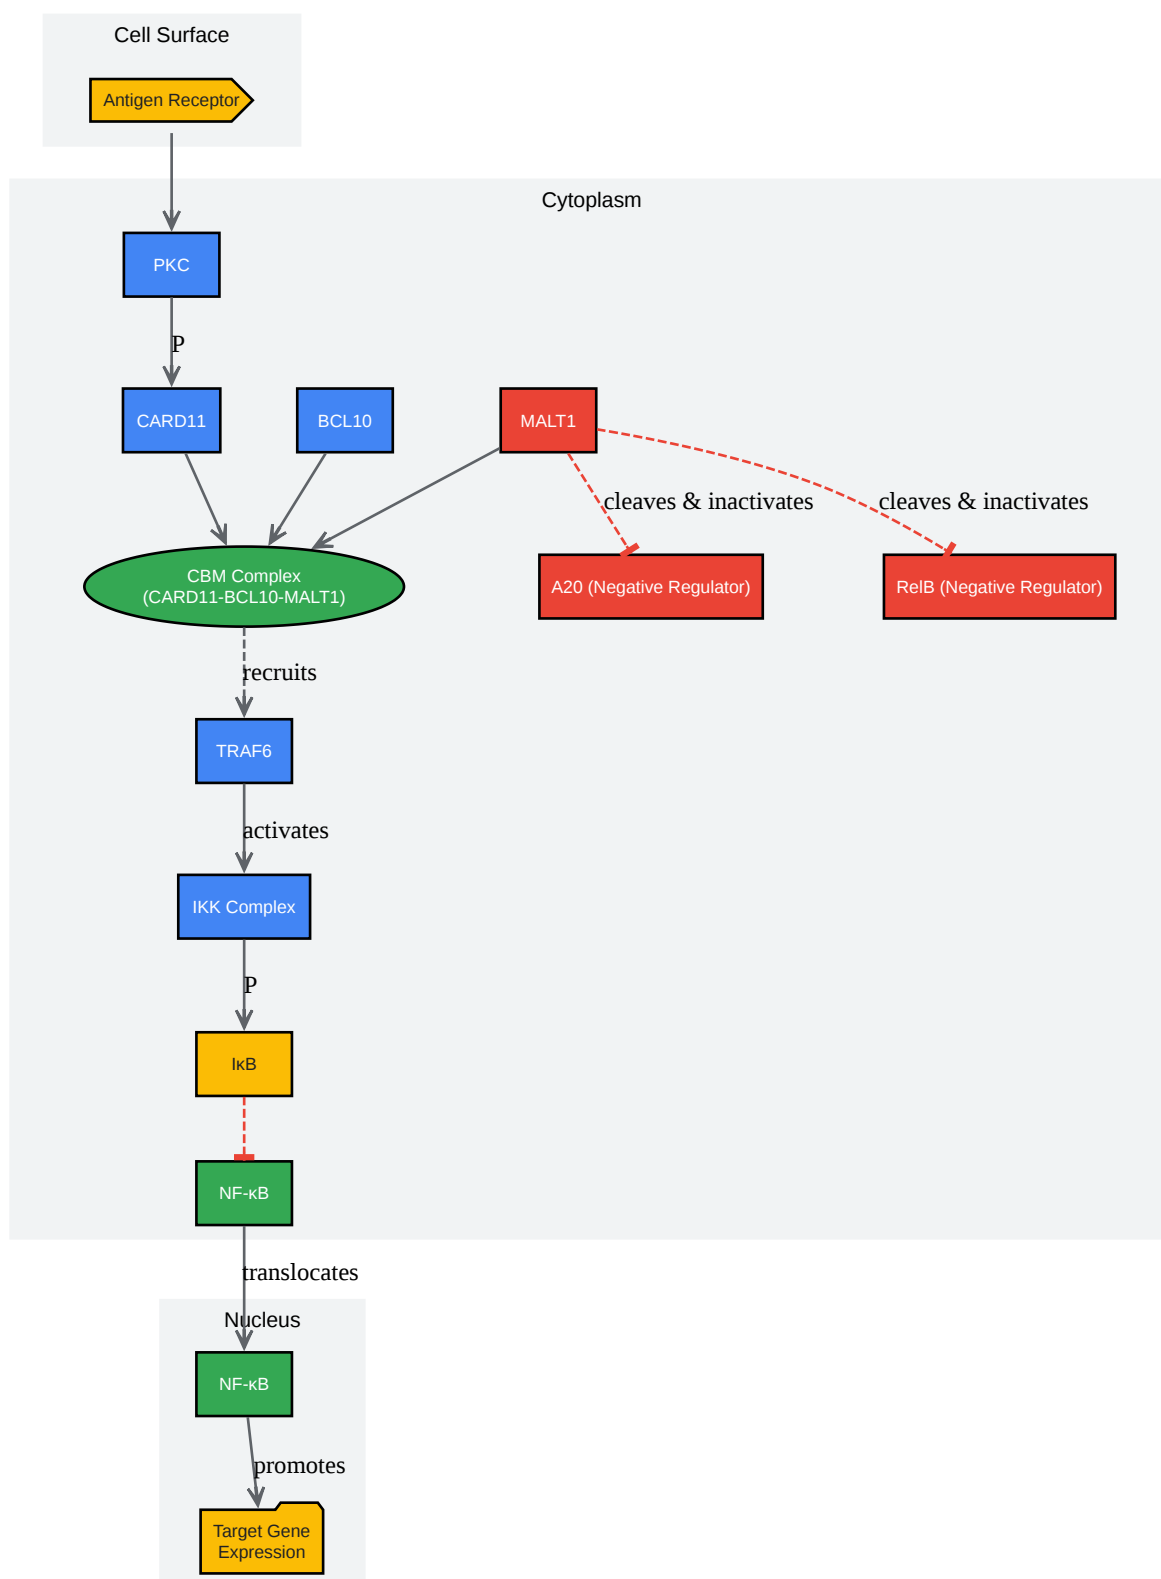 Cell Surface
Antigen Receptor
Cytoplasm
PKC
P
CARD11
BCL10
MALT1
cleaves & inactivates
cleaves & inactivates
CBM Complex
(CARD11-BCL10-MALT1)
A20 (Negative Regulator)
RelB (Negative Regulator)
recruits
TRAF6
activates
IKK Complex
P
IκB
NF-κB
translocates
Nucleus
NF-κB
promotes
Target Gene
Expression